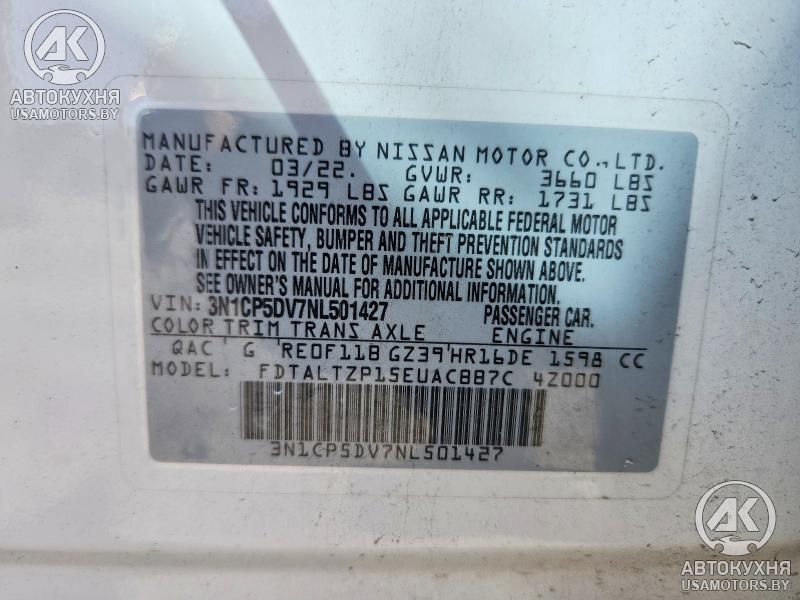 AK
АВТОКУХНЯ
USAMOTORS.BY
MANUFACTURED BY NISSAN MOTOR CO.,LTD.
DATE: 03/22. GVWR: 3660 LBS
GAWR FR: 1929 LBS GAWR RR: 1731 LBS
THIS VEHICLE CONFORMS TO ALL APPLICABLE FEDERAL MOTOR
VEHICLE SAFETY, BUMPER AND THEFT PREVENTION STANDARDS
IN EFFECT ON THE DATE OF MANUFACTURE SHOWN ABOVE.
SEE OWNER'S MANUAL FOR ADDITIONAL INFORMATION.
VIN: 3N1CP5DV7NL501427 PASSENGER CAR.
COLOR TRIM TRANS AXLE ENGINE
QAC G RE0F11B GZ39 HR16DE 1598 CC
MODEL: FDTALTZP15EUACBB7C 4Z000
3N1CP5DV7NL501427
AK
АВТОКУХНЯ
USAMOTORS.BY